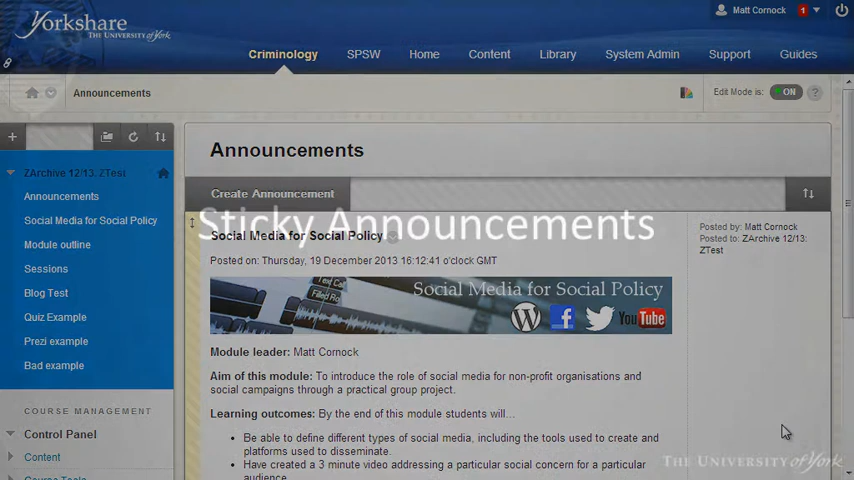 Yorkshare
THE UNIVERSITY of York
Matt Cornock 1
Criminology SPSW Home Content Library System Admin Support Guides
Announcements
Edit Mode is: ON ?
ZArchive 12/13: ZTest
Announcements
Social Media for Social Policy
Module outline
Sessions
Blog Test
Quiz Example
Prezi example
Bad example
COURSE MANAGEMENT
Control Panel
Content
Course Tools
Announcements
Create Announcement
Sticky Announcements
Social Media for Social Policy
Posted on: Thursday, 19 December 2013 16:12:41 o'clock GMT
Social Media for Social Policy
You Tube
Module leader: Matt Cornock
Aim of this module: To introduce the role of social media for non-profit organisations and
social campaigns through a practical group project.
Learning outcomes: By the end of this module students will...
Be able to define different types of social media, including the tools used to create and
platforms used to disseminate.
Have created a 3 minute video addressing a particular social concern for a particular
audience.
Posted by: Matt Cornock
Posted to: ZArchive 12/13:
ZTest
THE UNIVERSITY of York